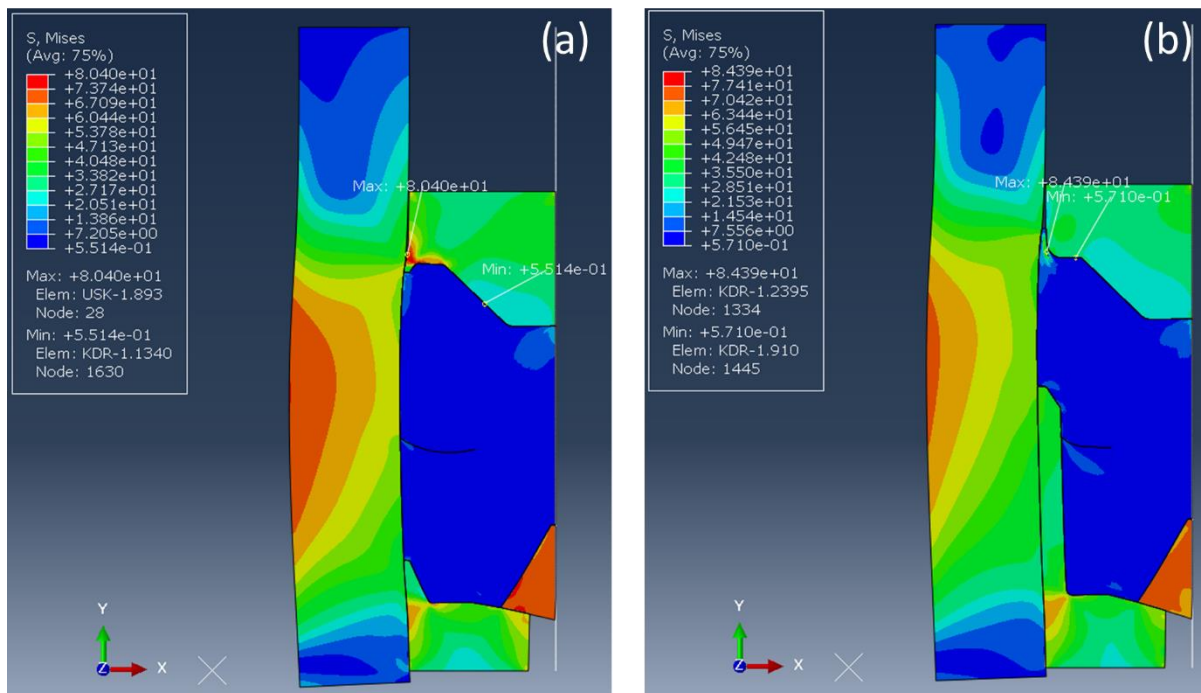 (a)
S, Mises
(Avg: 75%)
+8.040e+01
+7.374e+01
+6.709e+01
+6.044e+01
+5.378e+01
+4.713e+01
+4.048e+01
+3.382e+01
+2.717e+01
+2.051e+01
+1.386e+01
+7.205e+00
+5.514e-01
Max: +8.040e+01
Elem: USK-1.893
Node: 28
Min: +5.514e-01
Elem: KDR-1.1340
Node: 1630
Max: +8.040e+01
Min: +5.514e-01
Y
Z
X
(b)
S, Mises
(Avg: 75%)
+8.439e+01
+7.741e+01
+7.042e+01
+6.344e+01
+5.645e+01
+4.947e+01
+4.248e+01
+3.550e+01
+2.851e+01
+2.153e+01
+1.454e+01
+7.556e+00
+5.710e-01
Max: +8.439e+01
Elem: KDR-1.2395
Node: 1334
Min: +5.710e-01
Elem: KDR-1.910
Node: 1445
Max: +8.439e+01
Min: +5.710e-01
Y
Z
X